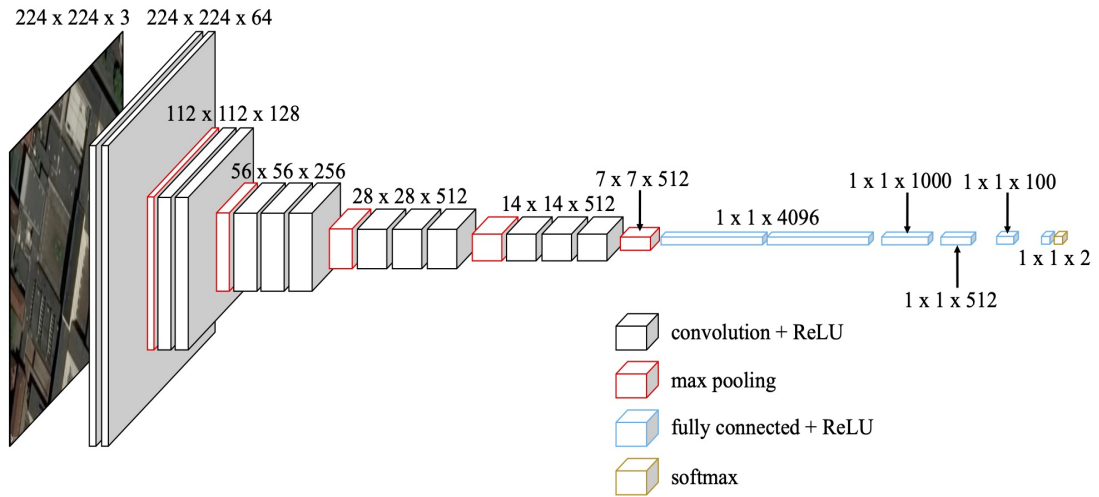 224 x 224 x 3
224 x 224 x 64
112 x 112 x 128
56 x 56 x 256
28 x 28 x 512
14 x 14 x 512
7 x 7 x 512
1 x 1 x 4096
1 x 1 x 1000
1 x 1 x 100
1 x 1 x 512
1 x 1 x 2
convolution + ReLU
max pooling
fully connected + ReLU
softmax